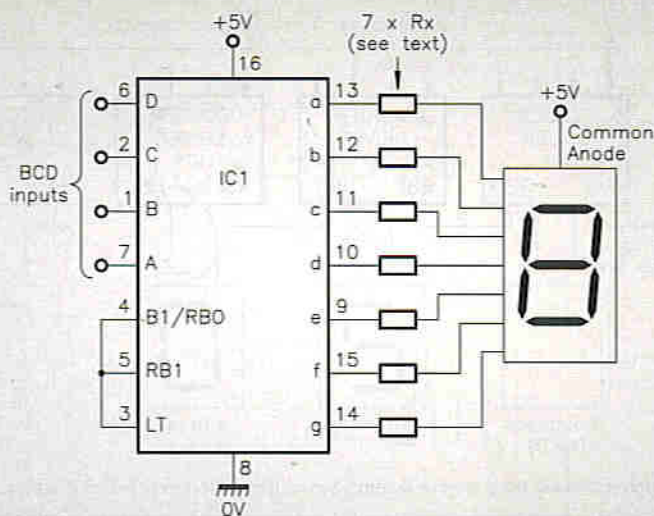 +5V
16
7 x Rx
(see text)
+5V
Common
Anode
BCD
inputs
IC1
6 D
2 C
1 B
7 A
4 B1/RBO
5 RB1
3 LT
a 13
b 12
c 11
d 10
e 9
f 15
g 14
8
0V